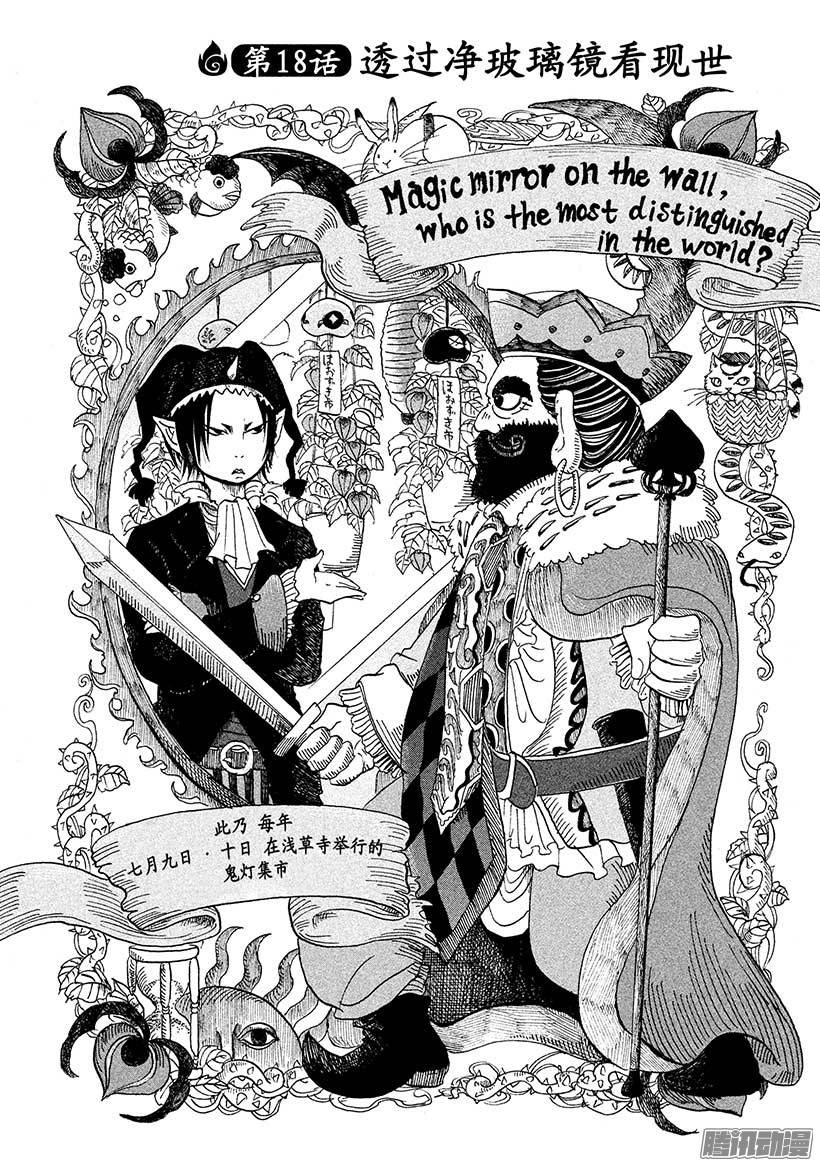 第18话 透过净玻璃镜看现世
Magic mirror on the wall,
who is the most distinguished
in the world?
ほおずき市
ほおずき市
此乃 每年
七月九日·十日 在浅草寺举行的
鬼灯集市
腾讯动漫